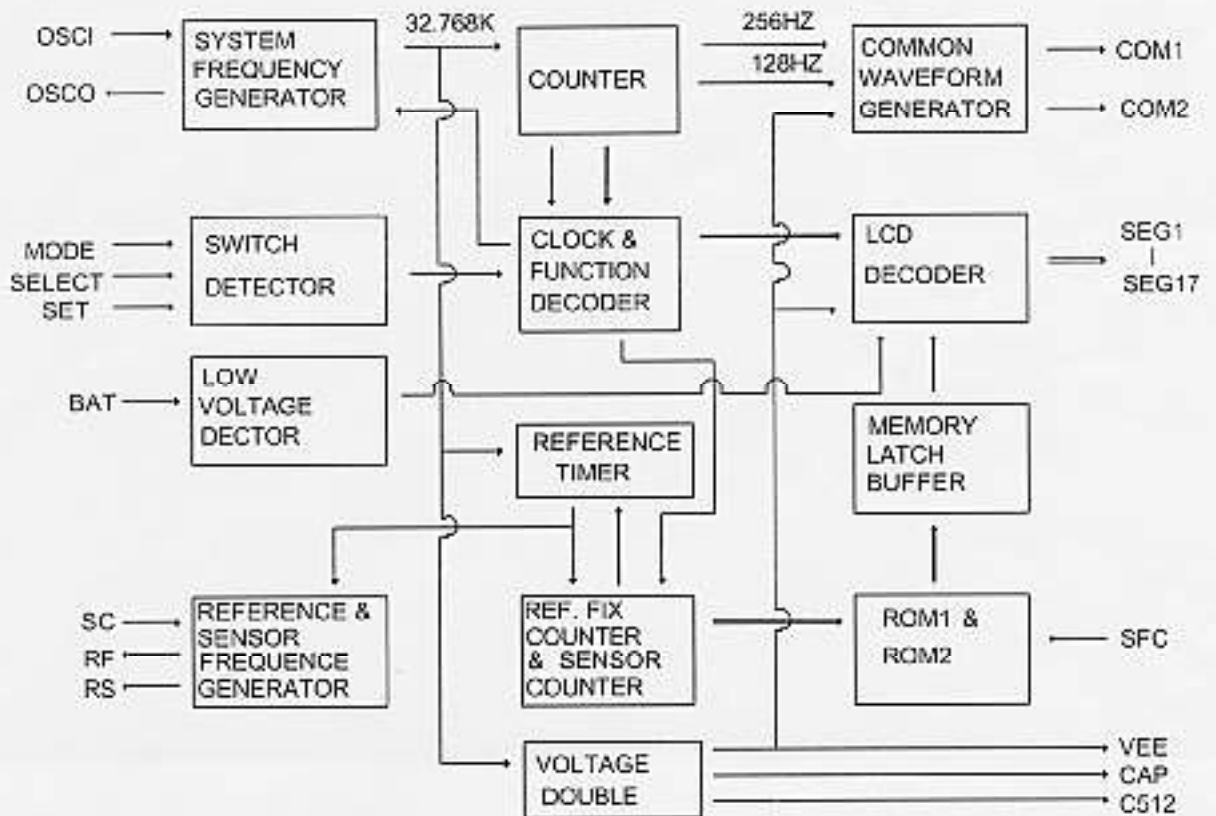 OSCI
OSCO
SYSTEM
FREQUENCY
GENERATOR
32.768K
COUNTER
256HZ
128HZ
COMMON
WAVEFORM
GENERATOR
COM1
COM2
MODE
SELECT
SET
SWITCH
DETECTOR
CLOCK &
FUNCTION
DECODER
LCD
DECODER
SEG1
SEG17
BAT
LOW
VOLTAGE
DECTOR
REFERENCE
TIMER
MEMORY
LATCH
BUFFER
SC
RF
RS
REFERENCE &
SENSOR
FREQUENCE
GENERATOR
REF. FIX
COUNTER
& SENSOR
COUNTER
ROM1 &
ROM2
SFC
VOLTAGE
DOUBLE
VEE
CAP
C512